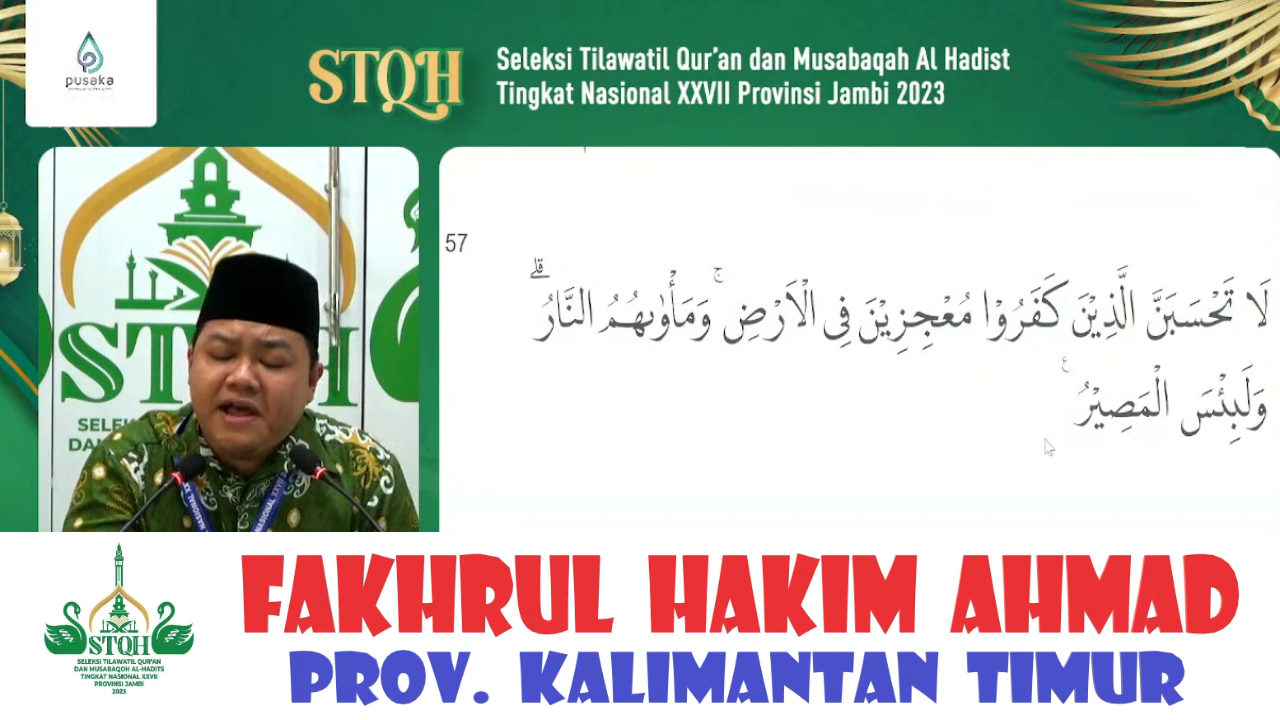 pusaka
STQH
Seleksi Tilawatil Qur'an dan Musabaqah Al Hadist
Tingkat Nasional XXVII Provinsi Jambi 2023
57
لَا تَحْسَبَنَّ الَّذِيْنَ كَفَرُوْا مُعْجِزِيْنَ فِى الْاَرْضِۚ وَمَأْوٰىهُمُ النَّارُۗ
وَلَبِئْسَ الْمَصِيْرُ ࣖ
FAKHRUL HAKIM AHMAD
PROV. KALIMANTAN TIMUR
STQH
SELEKSI TILAWATIL QUR'AN
DAN MUSABAQOH AL-HADITS
TINGKAT NASIONAL XXVII
PROVINSI JAMBI
2023